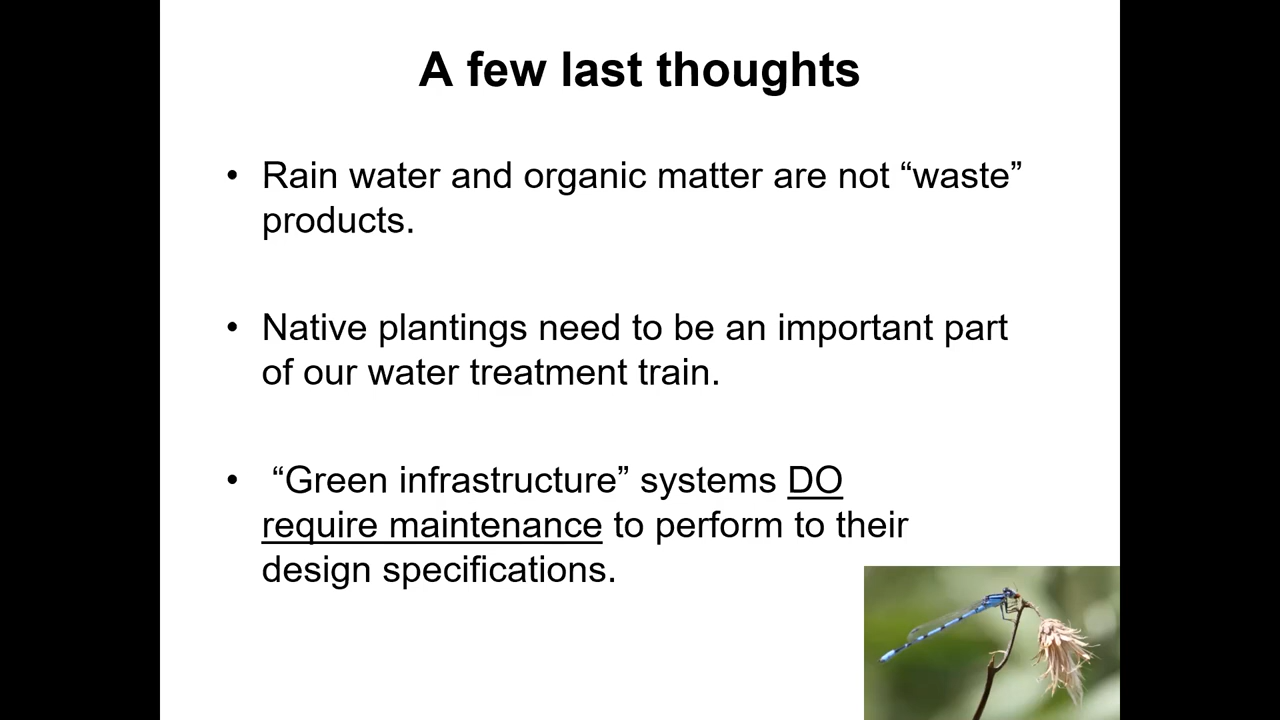 A few last thoughts
• Rain water and organic matter are not “waste”
products.
• Native plantings need to be an important part
of our water treatment train.
• “Green infrastructure” systems DO
require maintenance to perform to their
design specifications.